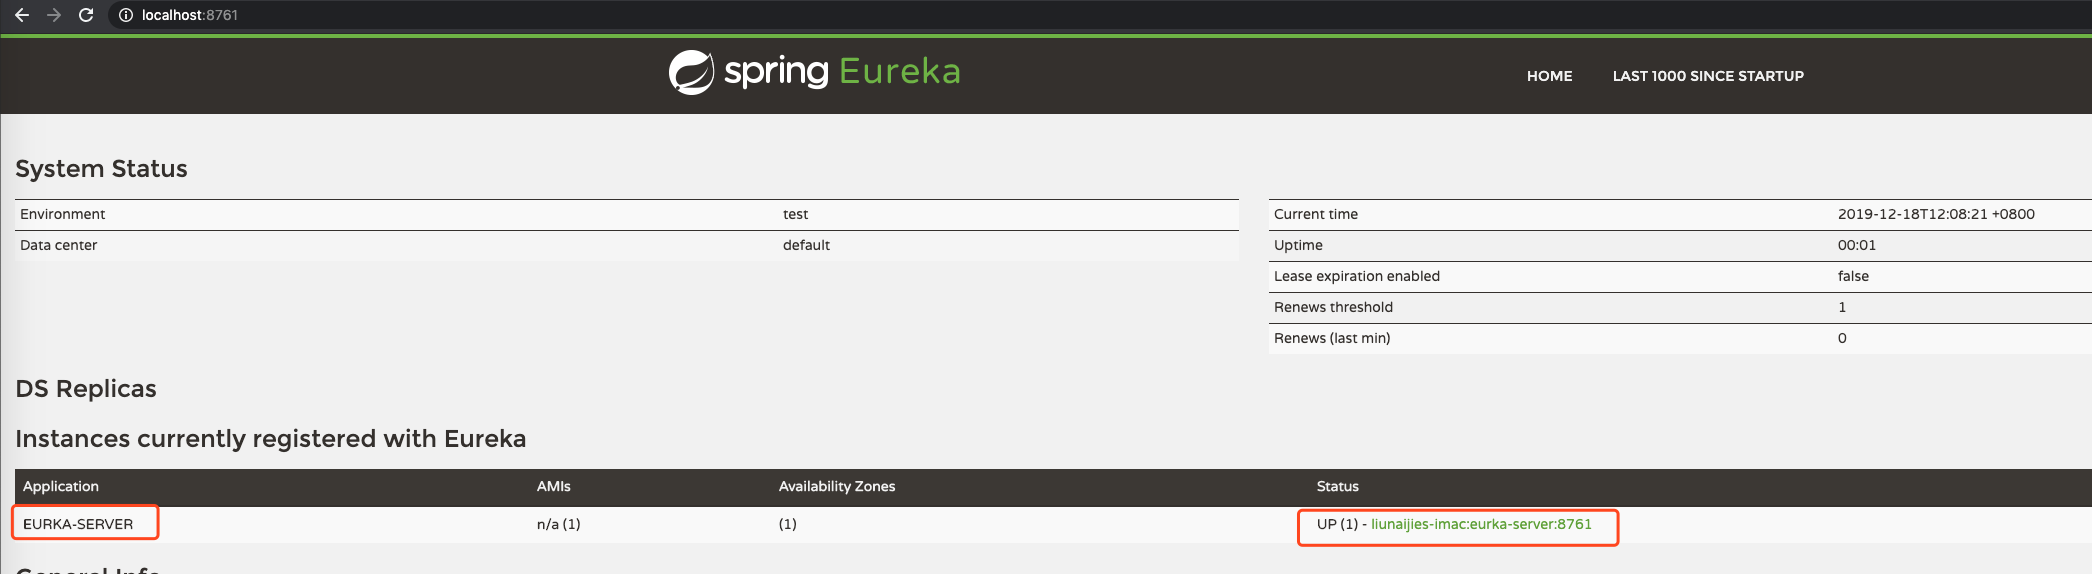 localhost:8761
spring Eureka
HOME LAST 1000 SINCE STARTUP
System Status
Environment test
Data center default
Current time 2019-12-18T12:08:21 +0800
Uptime 00:01
Lease expiration enabled false
Renews threshold 1
Renews (last min) 0
DS Replicas
Instances currently registered with Eureka
Application AMIs Availability Zones Status
EURKA-SERVER n/a (1) (1) UP (1) - liunaijies-imac:eurka-server:8761
General Info